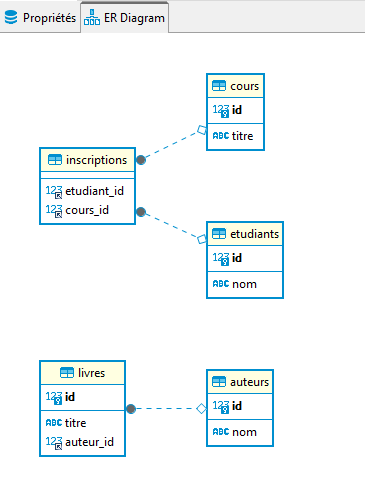 Propriétés
ER Diagram
cours
123 id
ABC titre
inscriptions
123 etudiant_id
123 cours_id
etudiants
123 id
ABC nom
livres
123 id
ABC titre
123 auteur_id
auteurs
123 id
ABC nom